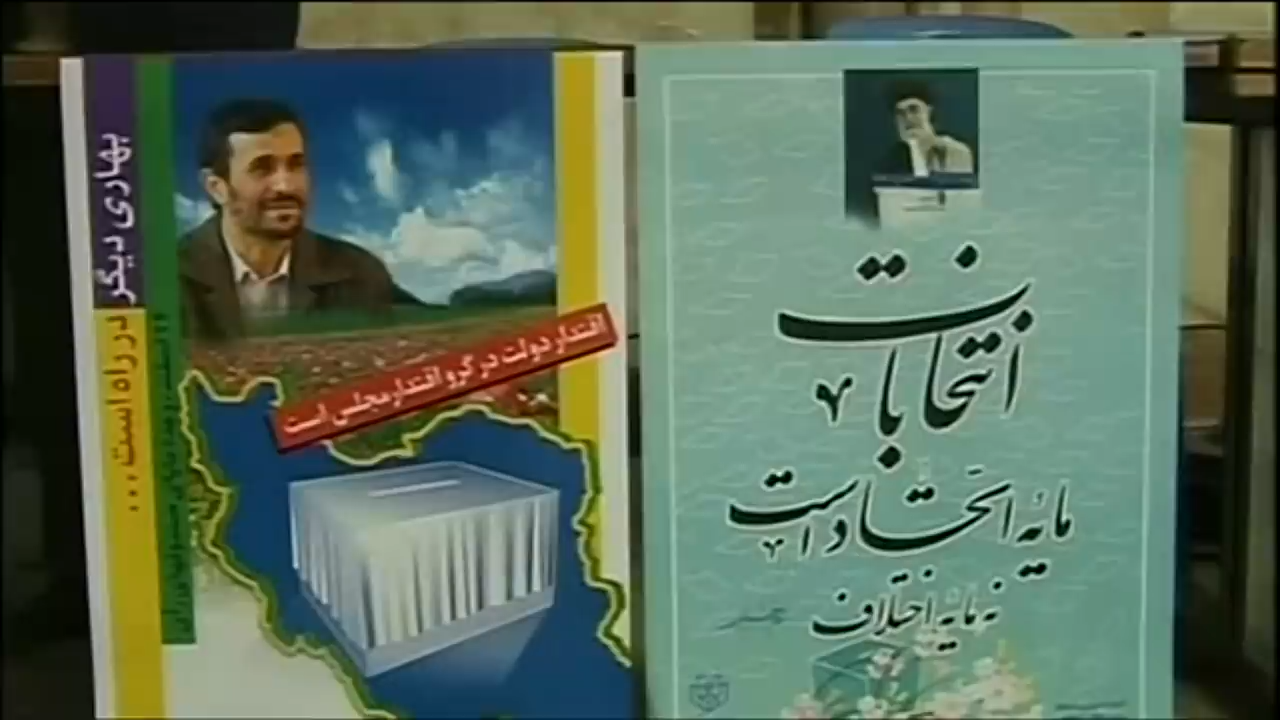 بهاری دیگر
در راه است...
اقتدار دولت در گرو اقتدار مجلس است
انتخابات
مایه اتحاد است
نه مایه اختلاف